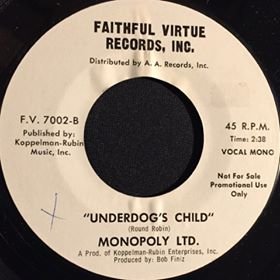 FAITHFUL VIRTUE
RECORDS, INC.
Distributed by A. A. Records, Inc.
F.V. 7002-B
45 R.P.M.
Published by:
Koppelman-Rubin
Music, Inc.
Time: 2:38
VOCAL MONO
Not For Sale
Promotional Use
Only
"UNDERDOG'S CHILD"
(Round Robin)
MONOPOLY LTD.
A Prod. of Koppelman-Rubin Enterprises, Inc.
Produced by: Bob Finiz